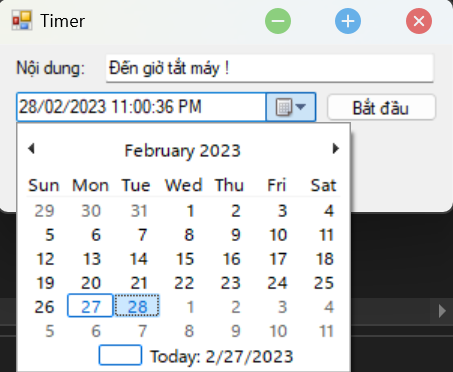 Timer
Nội dung: Đến giờ tắt máy !
28/02/2023 11:00:36 PM Bắt đầu
February 2023
Sun Mon Tue Wed Thu Fri Sat
29 30 31 1 2 3 4
5 6 7 8 9 10 11
12 13 14 15 16 17 18
19 20 21 22 23 24 25
26 27 28 1 2 3 4
5 6 7 8 9 10 11
Today: 2/27/2023